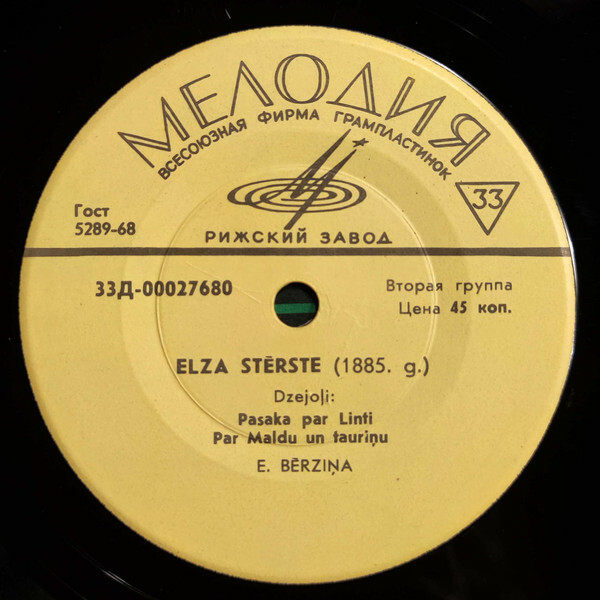 МЕЛОДИЯ
ВСЕСОЮЗНАЯ ФИРМА ГРАМПЛАСТИНОК
33
Гост
5289-68
РИЖСКИЙ ЗАВОД
33Д-00027680
Вторая группа
Цена 45 коп.
ELZA STĒRSTE (1885. g.)
Dzejoļi:
Pasaka par Linti
Par Maldu un tauriņu
E. BĒRZIŅA